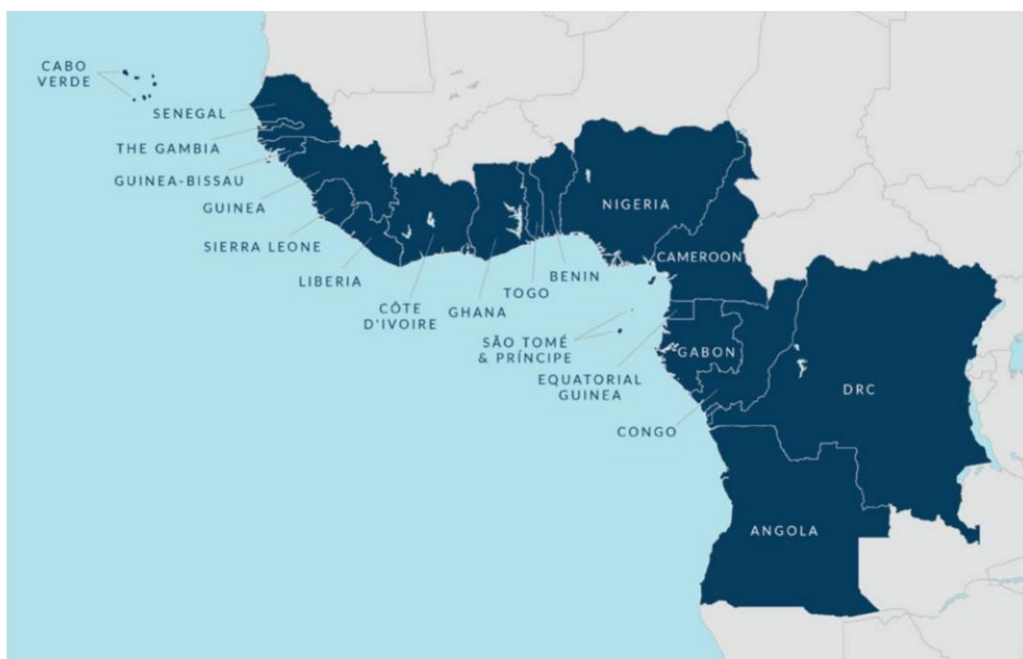 CABO
VERDE
SENEGAL
THE GAMBIA
GUINEA-BISSAU
GUINEA
SIERRA LEONE
LIBERIA
CÔTE
D'IVOIRE
GHANA
TOGO
BENIN
NIGERIA
CAMEROON
SÃO TOMÉ
& PRÍNCIPE
EQUATORIAL
GUINEA
GABON
CONGO
DRC
ANGOLA